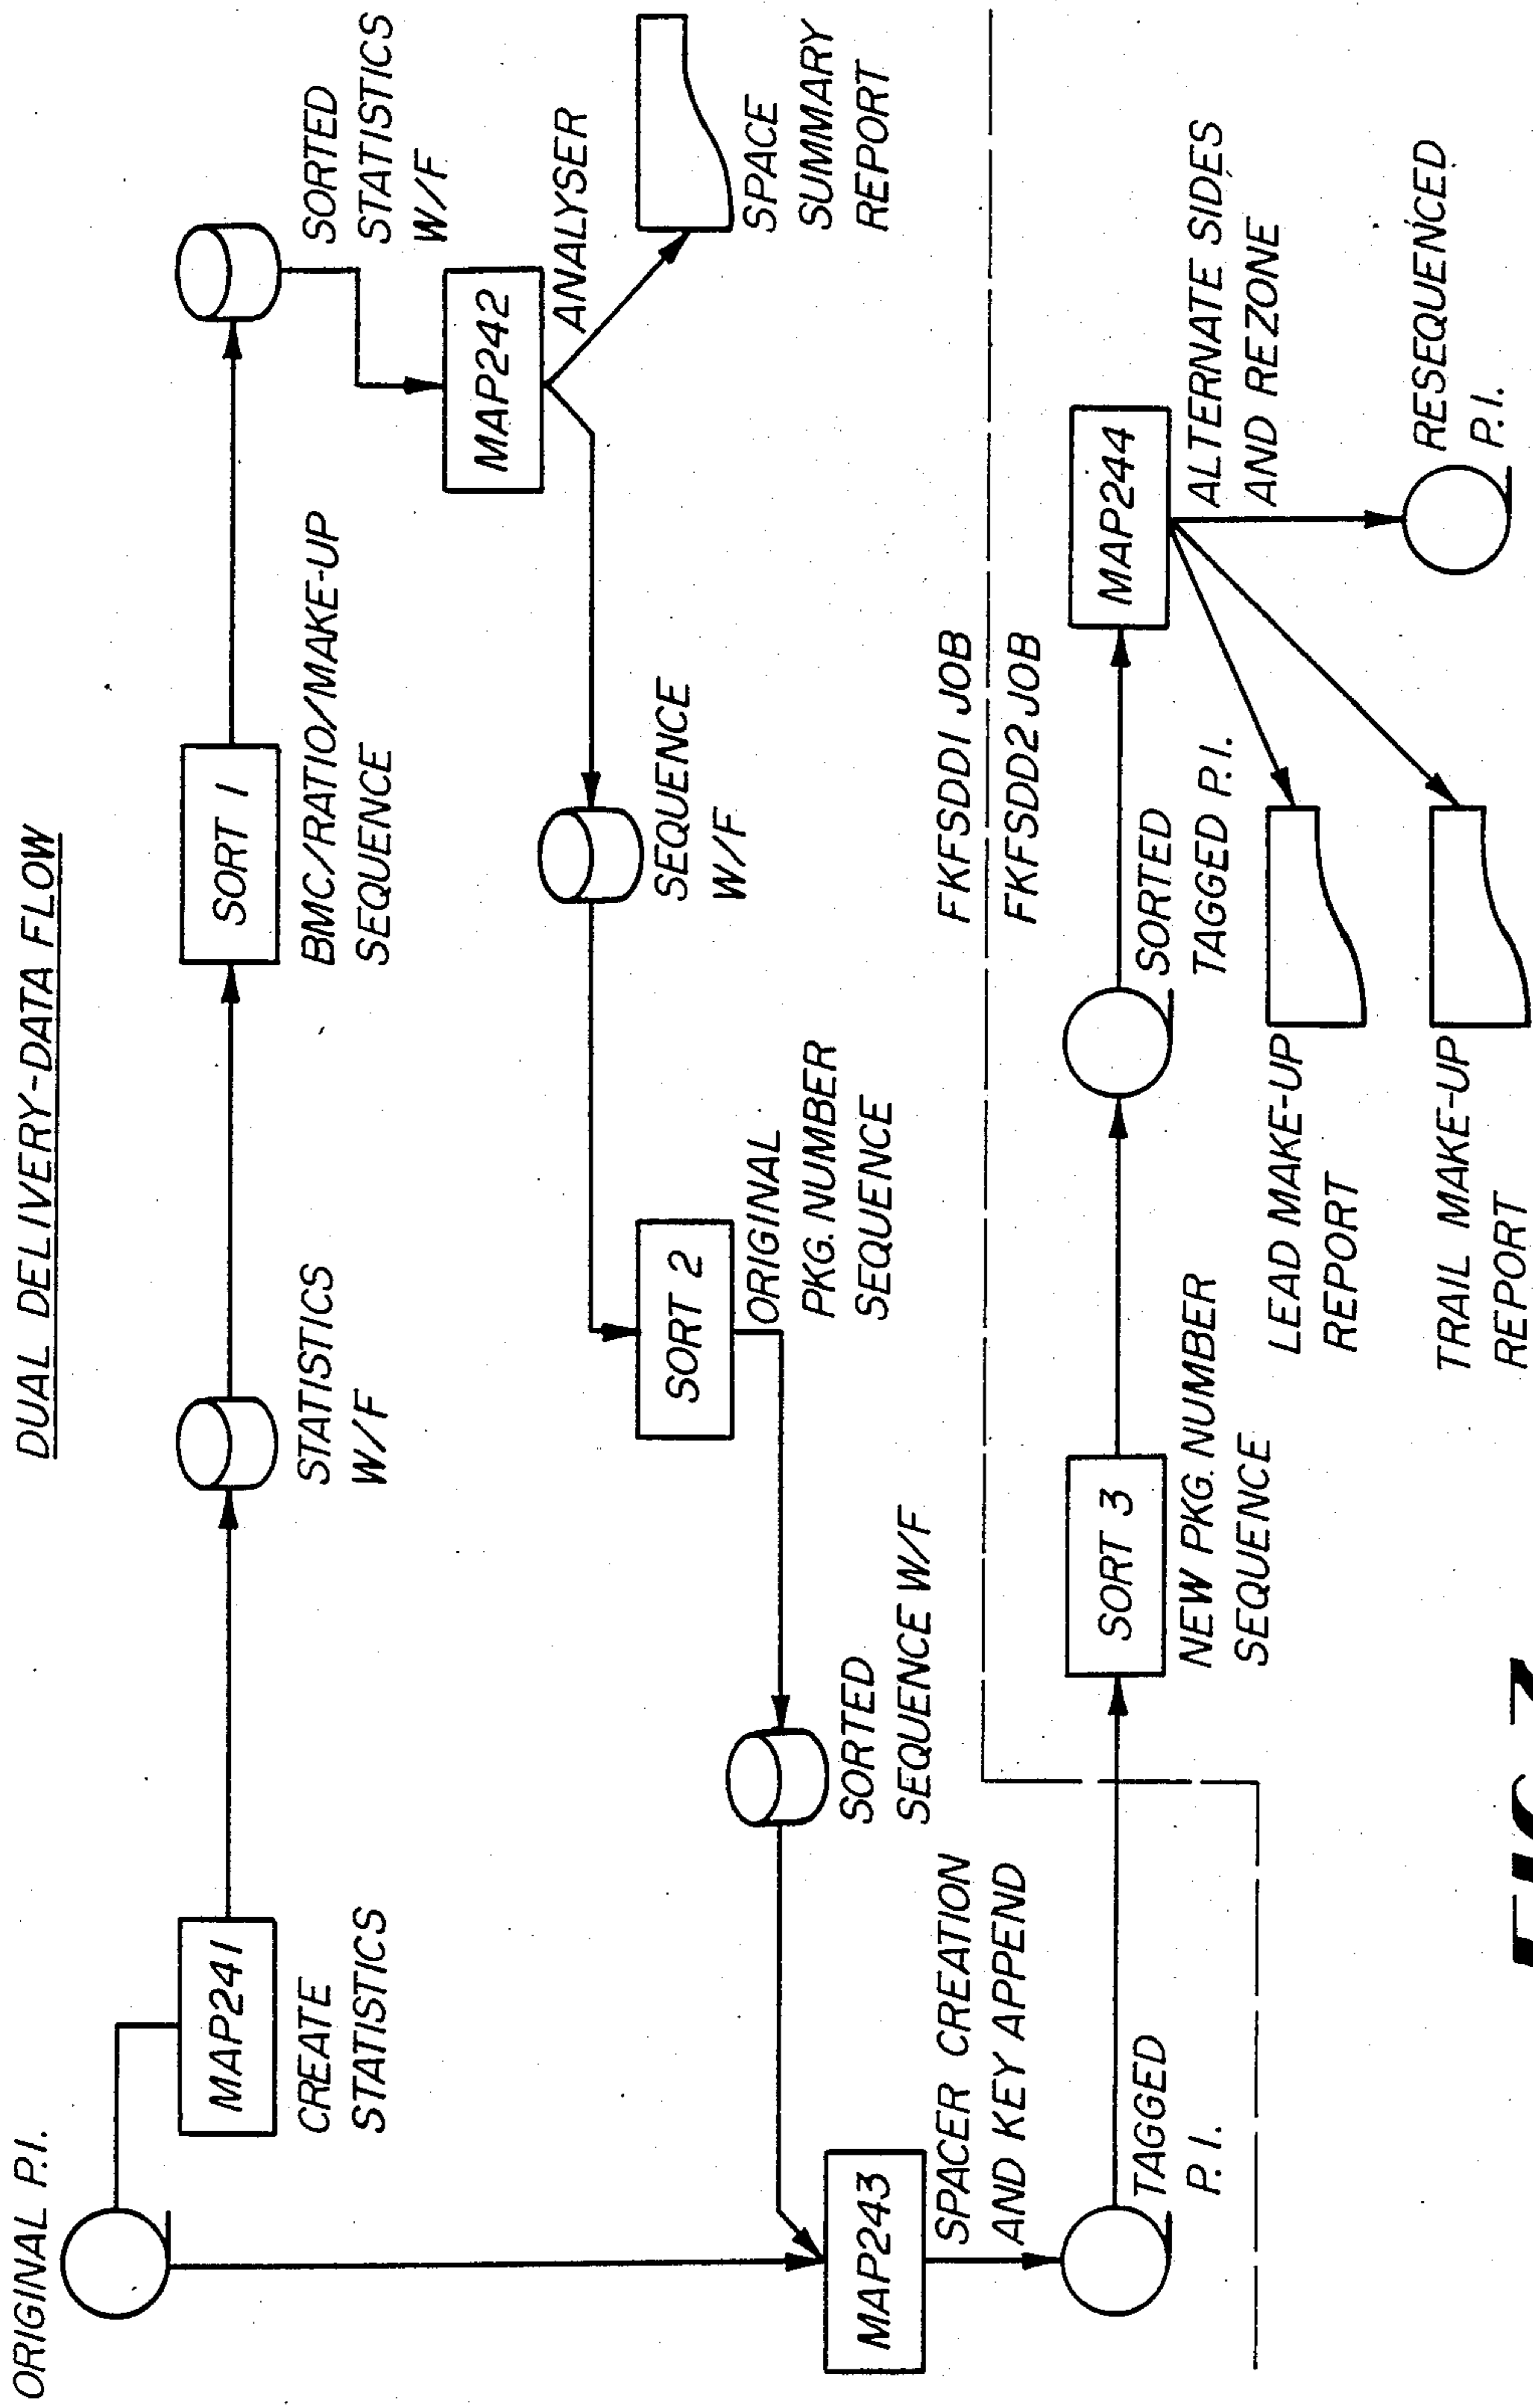 DUAL DELIVERY-DATA FLOW
ORIGINAL P.I.
MAP241
CREATE
STATISTICS
STATISTICS
W/F
SORT 1
BMC/RATIO/MAKE-UP
SEQUENCE
SORTED
STATISTICS
W/F
MAP242
ANALYSER
SPACE
SUMMARY
REPORT
SEQUENCE
W/F
SORT 2
ORIGINAL
PKG. NUMBER
SEQUENCE
SORTED
SEQUENCE W/F
MAP243
SPACER CREATION
AND KEY APPEND
TAGGED
P.I.
FKFSDD1 JOB
FKFSDD2 JOB
SORT 3
NEW PKG. NUMBER
SEQUENCE
SORTED
TAGGED P.I.
MAP244
ALTERNATE SIDES
AND REZONE
RESEQUENCED
P.I.
LEAD MAKE-UP
REPORT
TRAIL MAKE-UP
REPORT